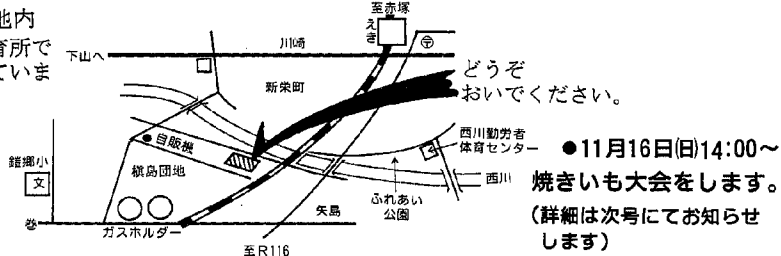 地内
育所で
ていま
至赤塚
えき
〒
川崎
下山へ
新栄町
どうぞ
おいでください。
自販機
西川勤労者
体育センター
鎧郷小
文
槇島団地
西川
ふれあい
公園
矢島
巻
ガスホルダー
至R116
●11月16日(日)14:00〜
焼きいも大会をします。
(詳細は次号にてお知らせ
します)